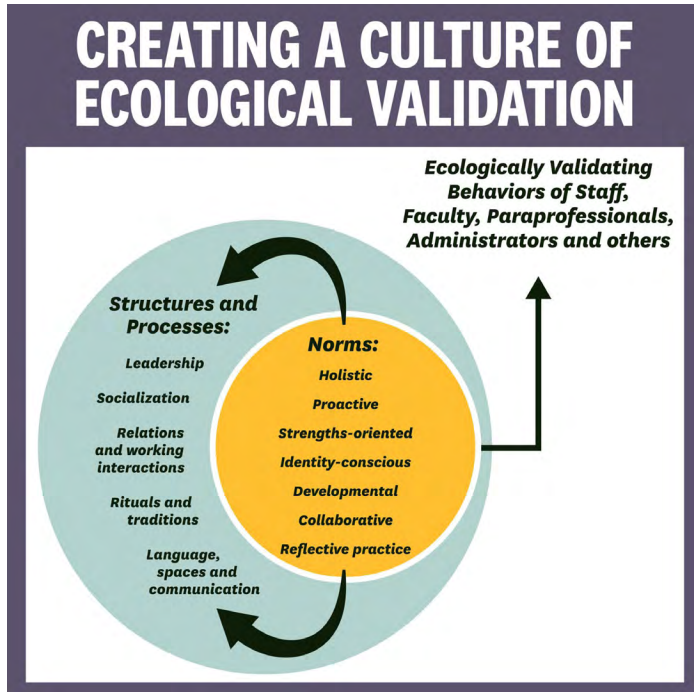 CREATING A CULTURE OF
ECOLOGICAL VALIDATION
Ecologically Validating
Behaviors of Staff,
Faculty, Paraprofessionals,
Administrators and others
Structures and
Processes:
Leadership
Socialization
Relations
and working
interactions
Rituals and
traditions
Language,
spaces and
communication
Norms:
Holistic
Proactive
Strengths-oriented
Identity-conscious
Developmental
Collaborative
Reflective practice